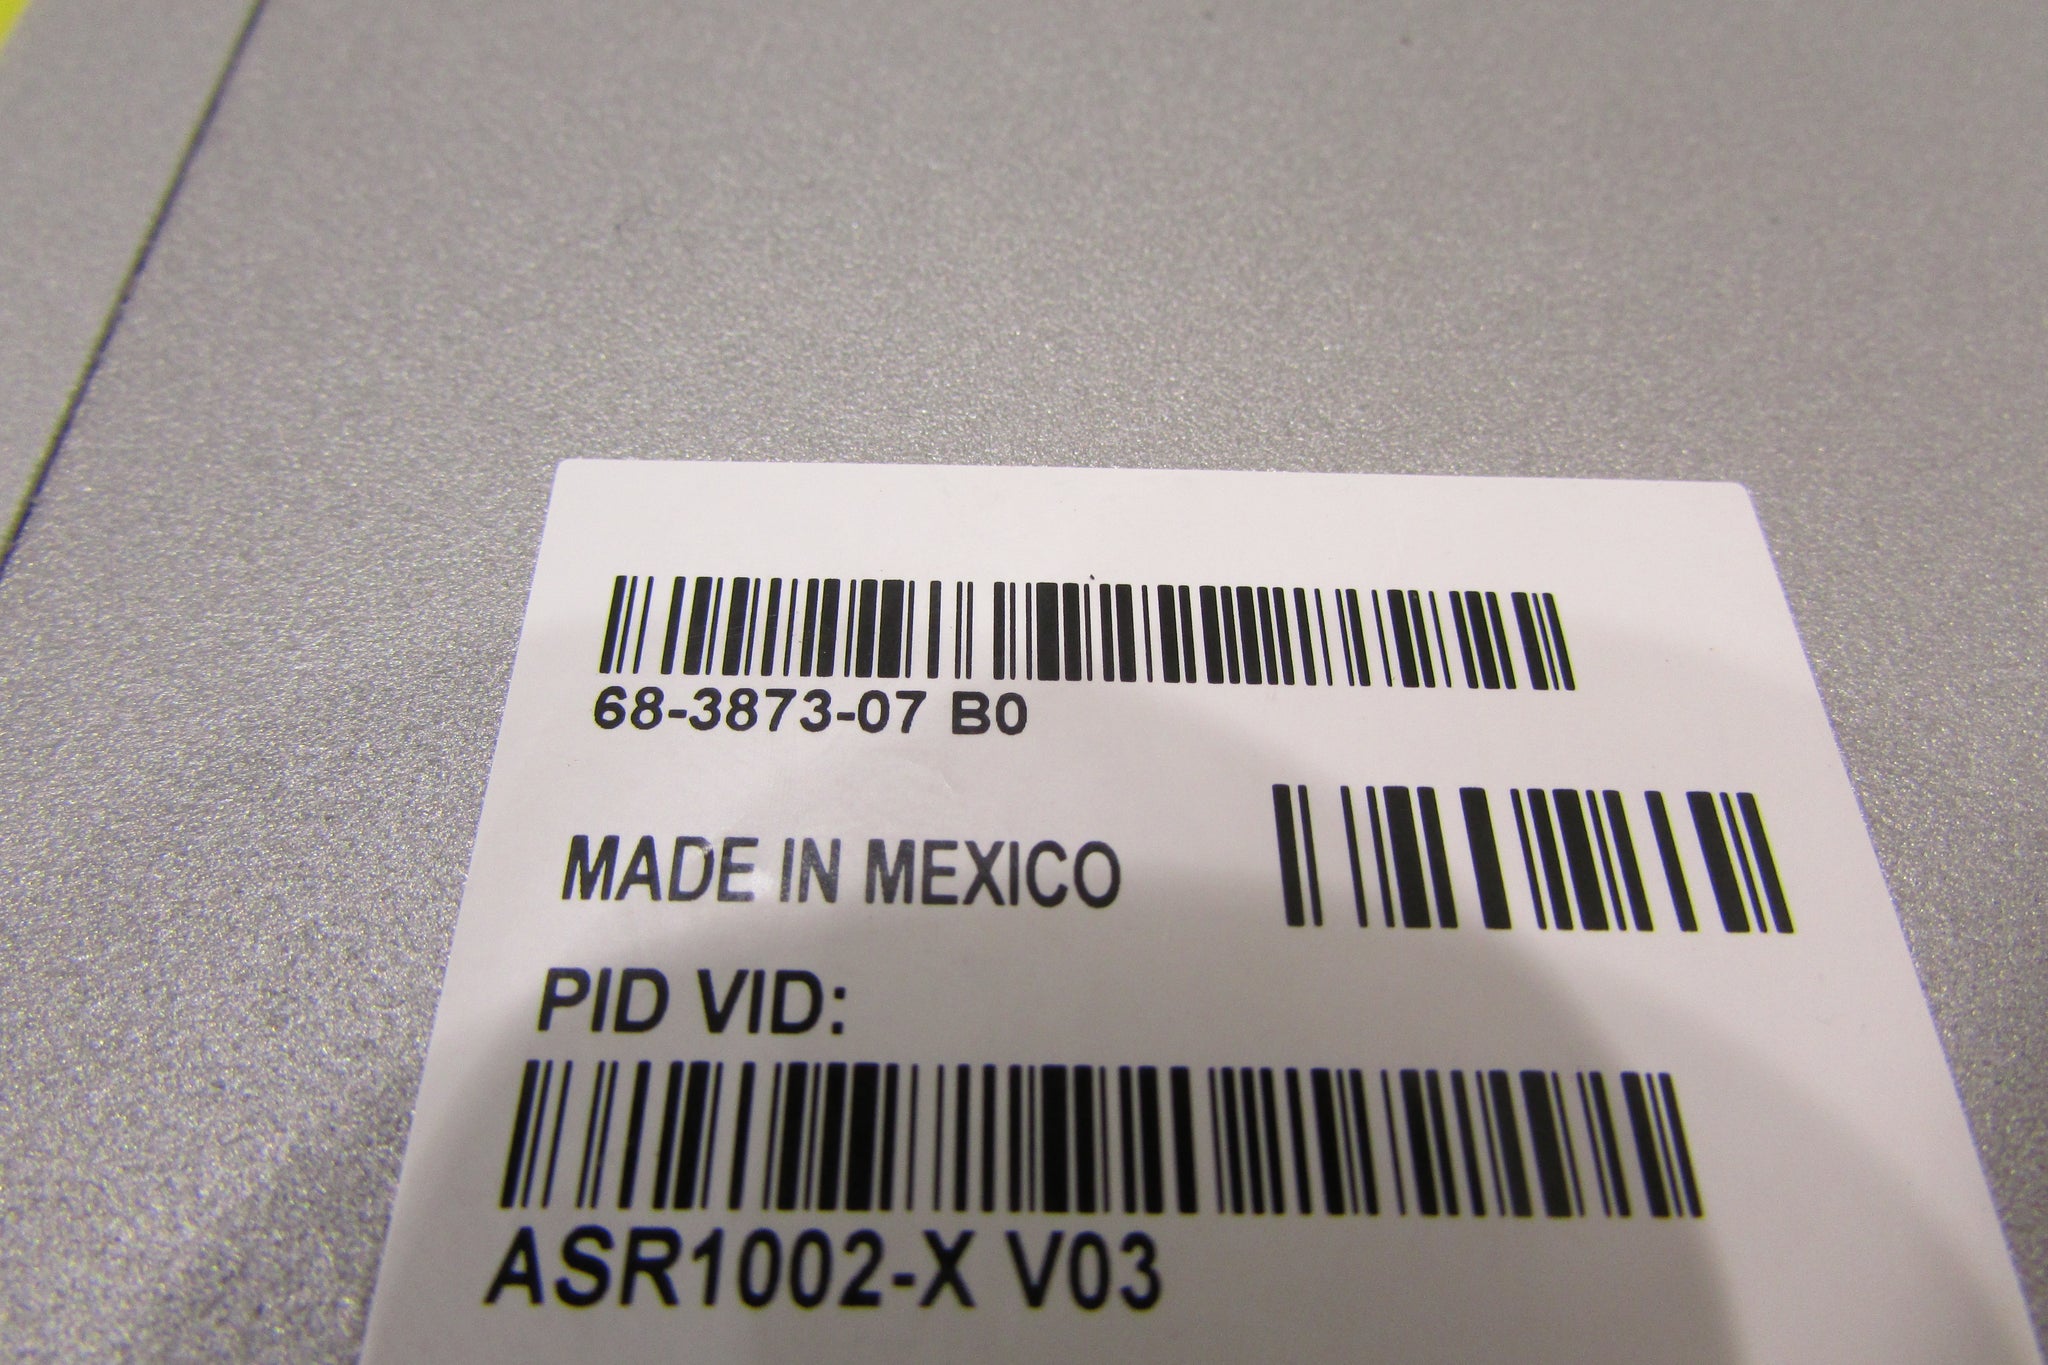 68-3873-07 B0
MADE IN MEXICO
PID VID:
ASR1002-X V03